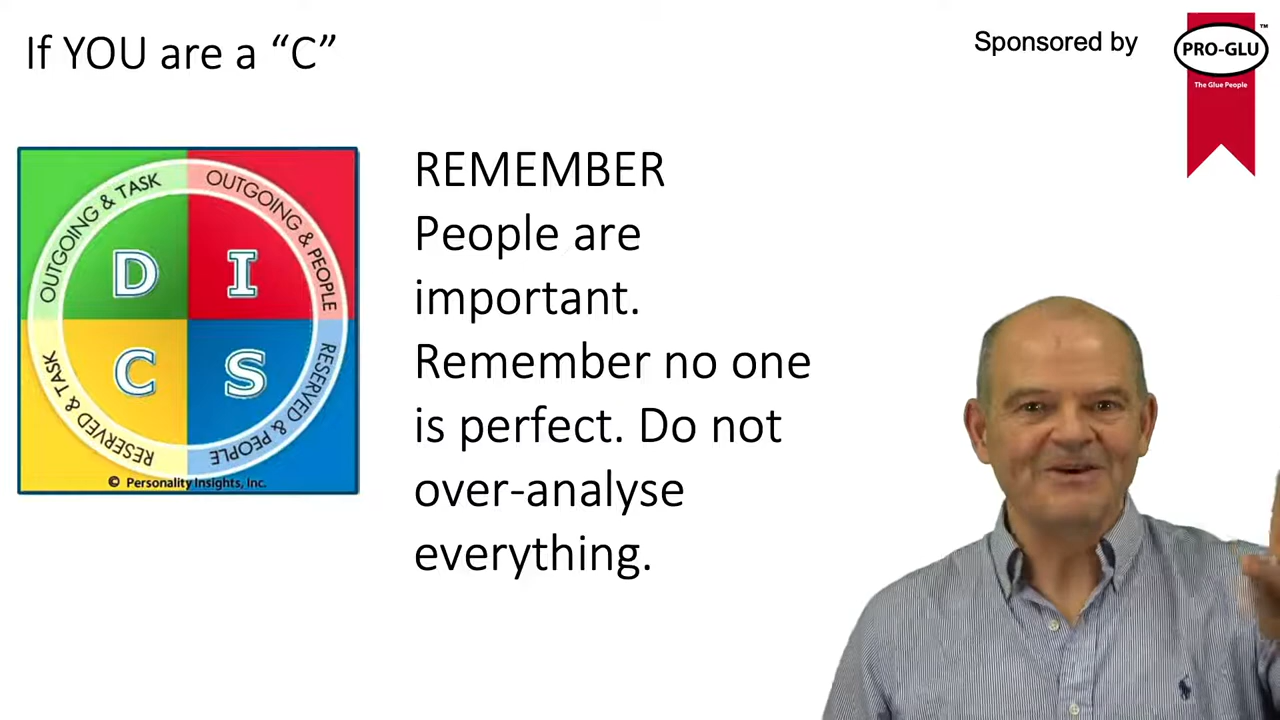 If YOU are a “C”
Sponsored by
PRO-GLU
™
The Glue People
OUTGOING & TASK
OUTGOING & PEOPLE
D
I
C
S
RESERVED & TASK
RESERVED & PEOPLE
© Personality Insights, Inc.
REMEMBER
People are
important.
Remember no one
is perfect. Do not
over-analyse
everything.